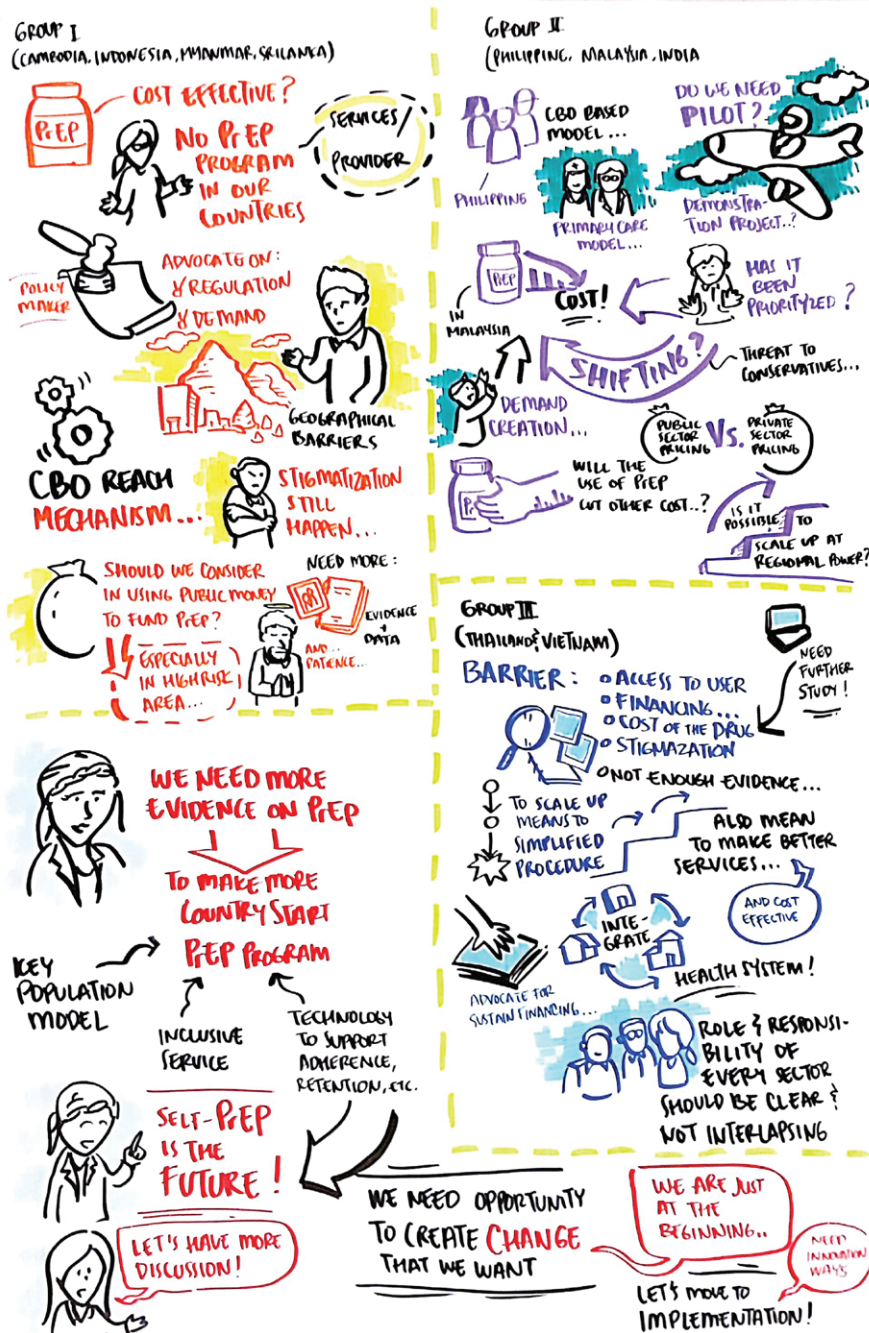 GROUP I
(CAMBODIA, INDONESIA, MYANMAR, SRILANKA)
PrEP
COST EFFECTIVE?
NO PrEP
PROGRAM
IN OUR
COUNTRIES
SERVICES/
PROVIDER
POLICY
MAKER
ADVOCATE ON:
REGULATION
DEMAND
GEOGRAPHICAL
BARRIERS
CBO REACH
MECHANISM...
STIGMATIZATION
STILL
HAPPEN...
SHOULD WE CONSIDER
IN USING PUBLIC MONEY
TO FUND PrEP?
ESPECIALLY
IN HIGH RISK
AREA...
NEED MORE:
EVIDENCE
+
DATA
AND...
PATIENCE...
GROUP II
(PHILIPPINE, MALAYSIA, INDIA
CBO BASED
MODEL...
PHILIPPINE
PRIMARY CARE
MODEL...
DO WE NEED
PILOT?
DEMONSTRA-
TION PROJECT..?
PrEP
IN
MALAYSIA
COST!
HAS IT
BEEN
PRIORITYZED?
SHIFTING?
THREAT TO
CONSERVATIVES...
DEMAND
CREATION...
PUBLIC
SECTOR
PRICING
Vs.
PRIVATE
SECTOR
PRICING
Pr
WILL THE
USE OF PrEP
CUT OTHER COST..?
IS IT
POSSIBLE TO
SCALE UP AT
REGIONAL POWER?
GROUP III
(THAILAND & VIETNAM)
BARRIER:
ACCESS TO USER
FINANCING...
COST OF THE DRUG
STIGMAZATION
NOT ENOUGH EVIDENCE...
NEED
FURTHER
STUDY!
TO SCALE UP
MEANS TO
SIMPLIFIED
PROCEDURE
ALSO MEAN
TO MAKE BETTER
SERVICES...
AND COST
EFFECTIVE
INTE-
GRATE
HEALTH SYSTEM!
ADVOCATE FOR
SUSTAIN FINANCING...
ROLE & RESPONSI-
BILITY OF
EVERY SECTOR
SHOULD BE CLEAR &
NOT INTERLAPSING
WE NEED MORE
EVIDENCE ON PrEP
TO MAKE MORE
COUNTRY START
PrEP PROGRAM
KEY
POPULATION
MODEL
INCLUSIVE
SERVICE
TECHNOLOGY
TO SUPPORT
ADHERENCE,
RETENTION, ETC.
SELF-PrEP
IS THE
FUTURE!
LET'S HAVE MORE
DISCUSSION!
WE NEED OPPORTUNITY
TO CREATE CHANGE
THAT WE WANT
WE ARE JUST
AT THE
BEGINNING..
NEED
INNOVATION
WAYS
LET'S MOVE TO
IMPLEMENTATION!